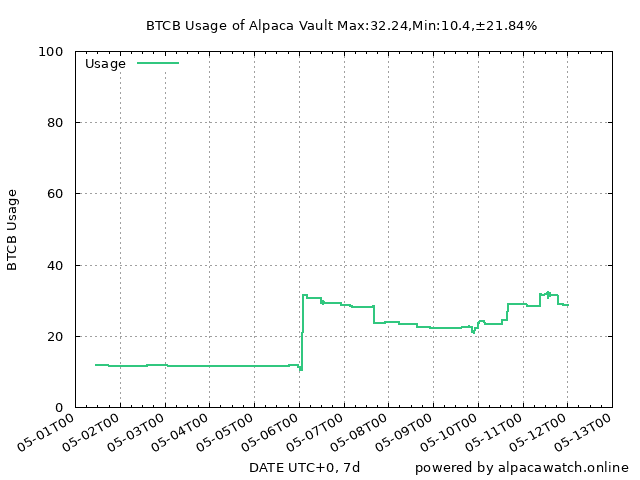 BTCB Usage of Alpaca Vault Max:32.24,Min:10.4,±21.84%
Usage
100
80
60
40
20
0
BTCB Usage
05-01T00
05-02T00
05-03T00
05-04T00
05-05T00
05-06T00
05-07T00
05-08T00
05-09T00
05-10T00
05-11T00
05-12T00
05-13T00
DATE UTC+0, 7d
powered by alpacawatch.online